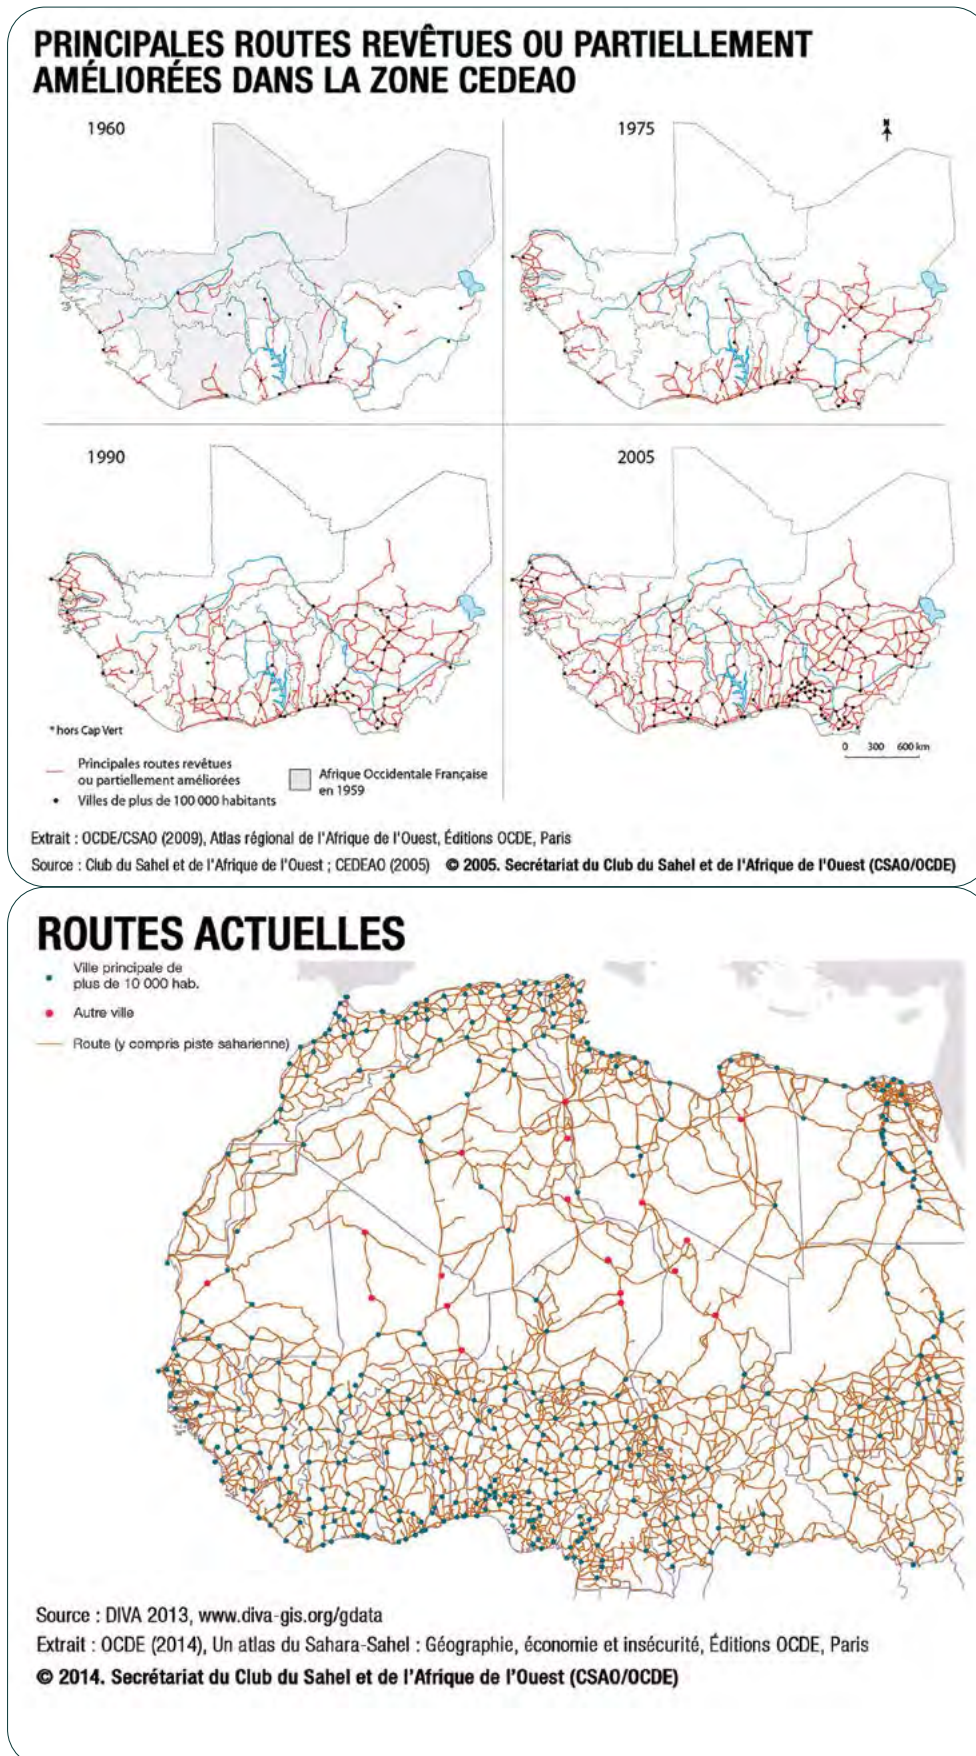 PRINCIPALES ROUTES REVÊTUES OU PARTIELLEMENT
AMÉLIORÉES DANS LA ZONE CEDEAO
1960
1975
N
1990
2005
* hors Cap Vert
Principales routes revêtues
ou partiellement améliorées
Villes de plus de 100 000 habitants
Afrique Occidentale Française
en 1959
0 300 600 km
Extrait : OCDE/CSAO (2009), Atlas régional de l'Afrique de l'Ouest, Éditions OCDE, Paris
Source : Club du Sahel et de l'Afrique de l'Ouest ; CEDEAO (2005) © 2005. Secrétariat du Club du Sahel et de l'Afrique de l'Ouest (CSAO/OCDE)
ROUTES ACTUELLES
Ville principale de
plus de 10 000 hab.
Autre ville
Route (y compris piste saharienne)
Source : DIVA 2013, www.diva-gis.org/gdata
Extrait : OCDE (2014), Un atlas du Sahara-Sahel : Géographie, économie et insécurité, Éditions OCDE, Paris
© 2014. Secrétariat du Club du Sahel et de l'Afrique de l'Ouest (CSAO/OCDE)